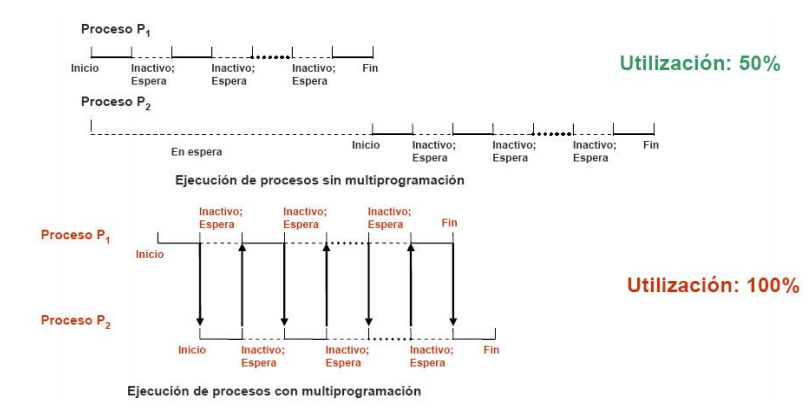 Proceso P1
Inicio
Inactivo;
Espera
Inactivo;
Espera
Inactivo;
Espera
Fin
Utilización: 50%
Proceso P2
En espera
Inicio
Inactivo;
Espera
Inactivo;
Espera
Inactivo;
Espera
Fin
Ejecución de procesos sin multiprogramación
Inactivo;
Espera
Inactivo;
Espera
Inactivo;
Espera
Fin
Proceso P1
Inicio
Utilización: 100%
Proceso P2
Inicio
Inactivo;
Espera
Inactivo;
Espera
Inactivo;
Espera
Fin
Ejecución de procesos con multiprogramación